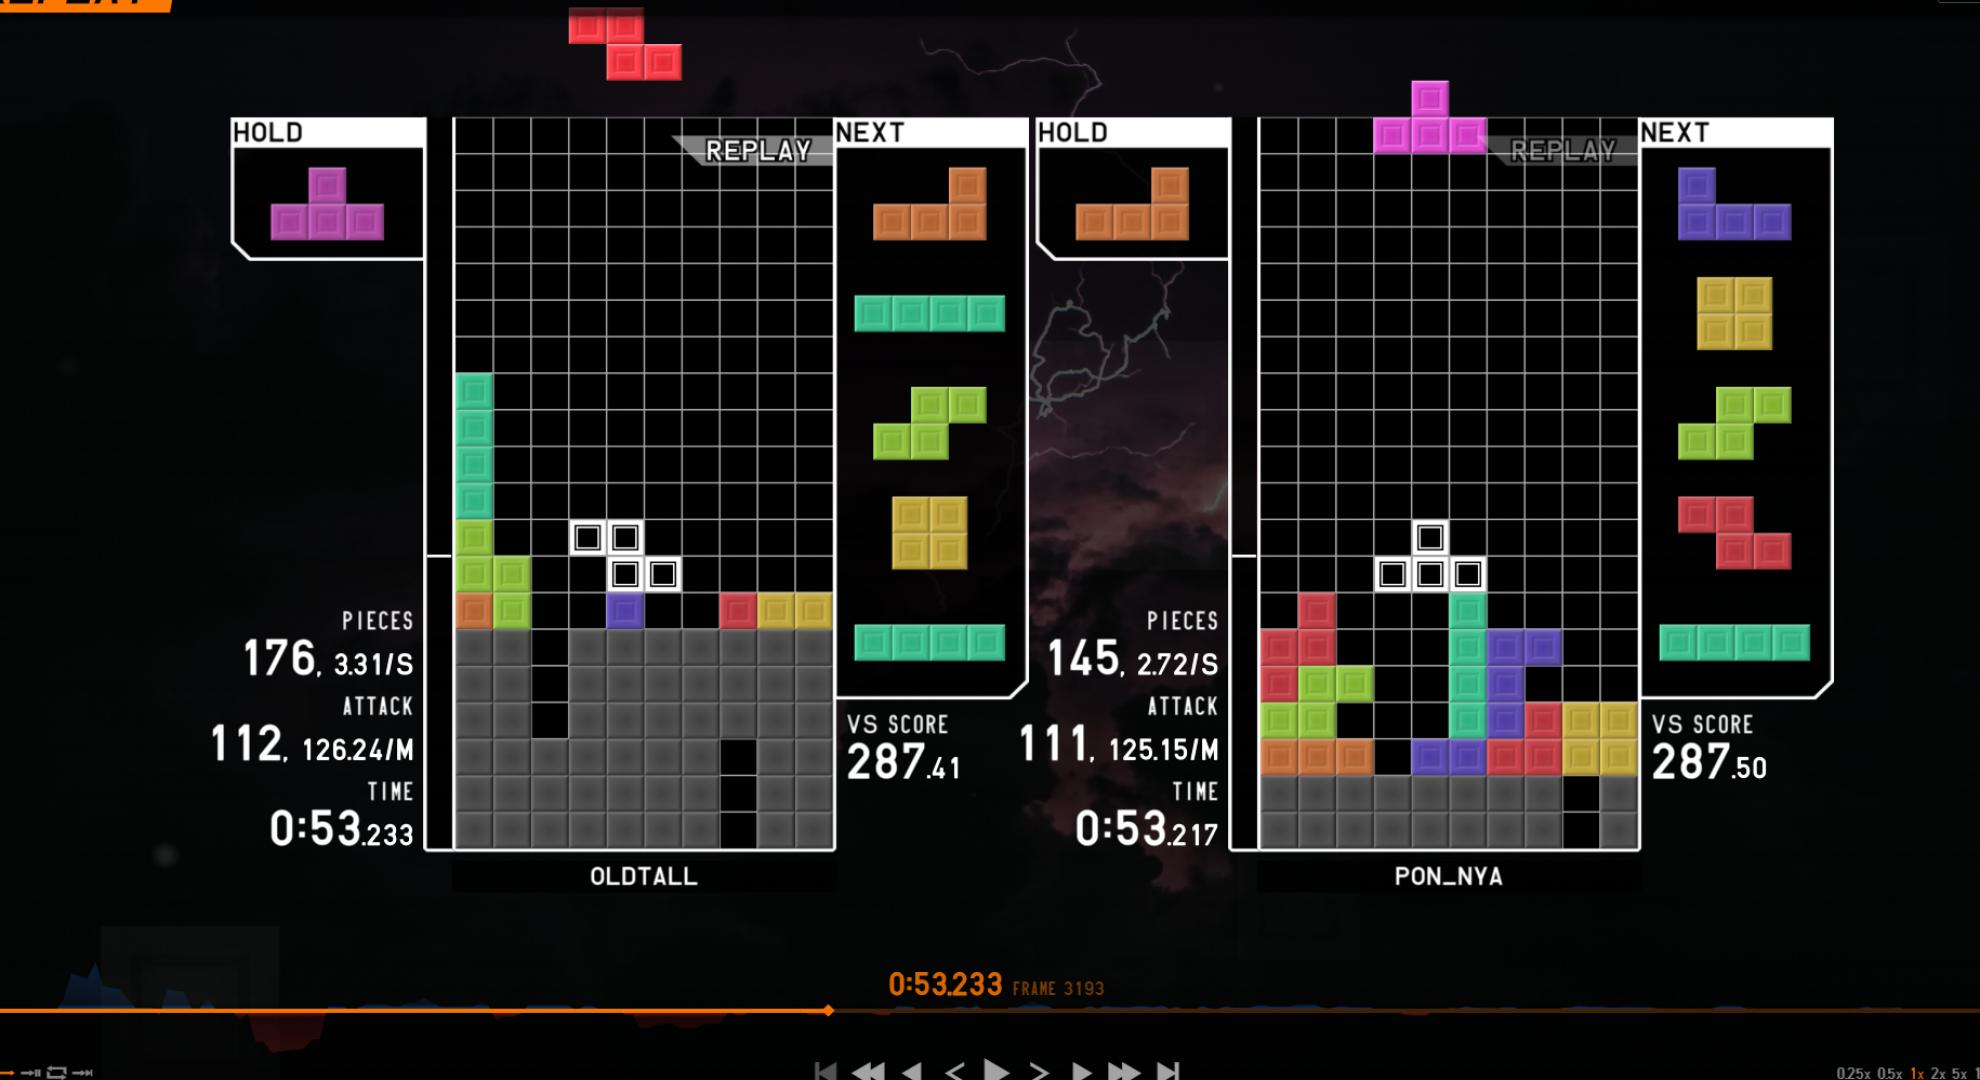 REPLAY
HOLD
REPLAY
NEXT
PIECES
176, 3.31/S
ATTACK
112, 126.24/M
TIME
0:53.233
VS SCORE
287.41
OLDTALL
HOLD
REPLAY
NEXT
PIECES
145, 2.72/S
ATTACK
111, 125.15/M
TIME
0:53.217
VS SCORE
287.50
PON_NYA
0:53.233 FRAME 3193
0.25x 0.5x 1x 2x 5x